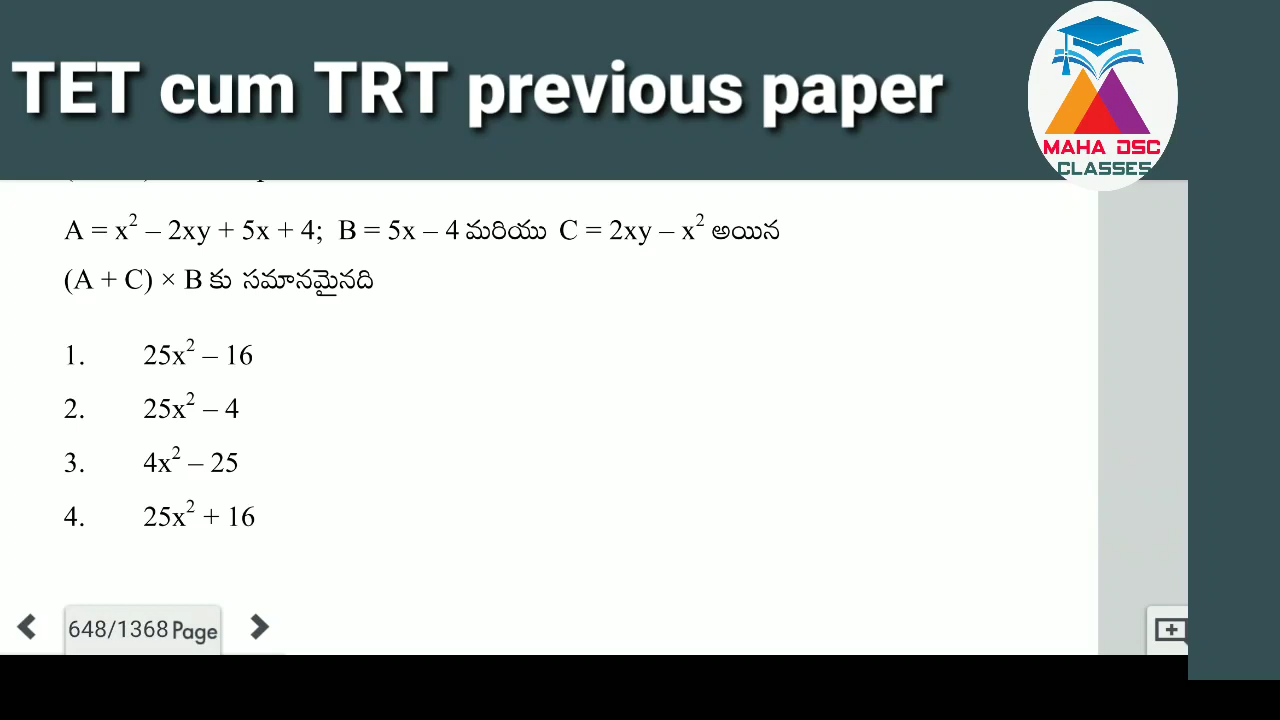 TET cum TRT previous paper
MAHA DSC
CLASSES
A = x² – 2xy + 5x + 4; B = 5x – 4 మరియు C = 2xy – x² అయిన
(A + C) × B కు సమానమైనది
1. 25x² – 16
2. 25x² – 4
3. 4x² – 25
4. 25x² + 16
648/1368 Page